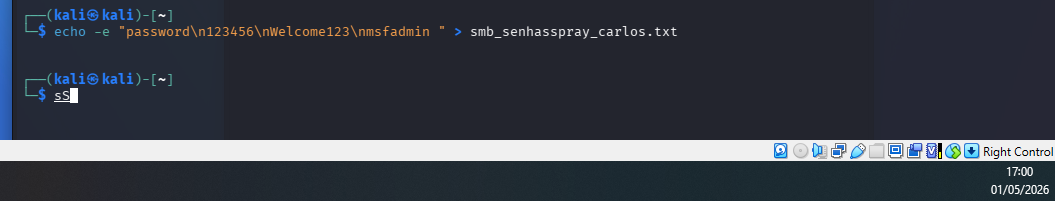 ┌──(kali㉿kali)-[~]
└─$ echo -e "password\n123456\nWelcome123\nmsfadmin " > smb_senhasspray_carlos.txt
┌──(kali㉿kali)-[~]
└─$ sS
Right Control
17:00
01/05/2026